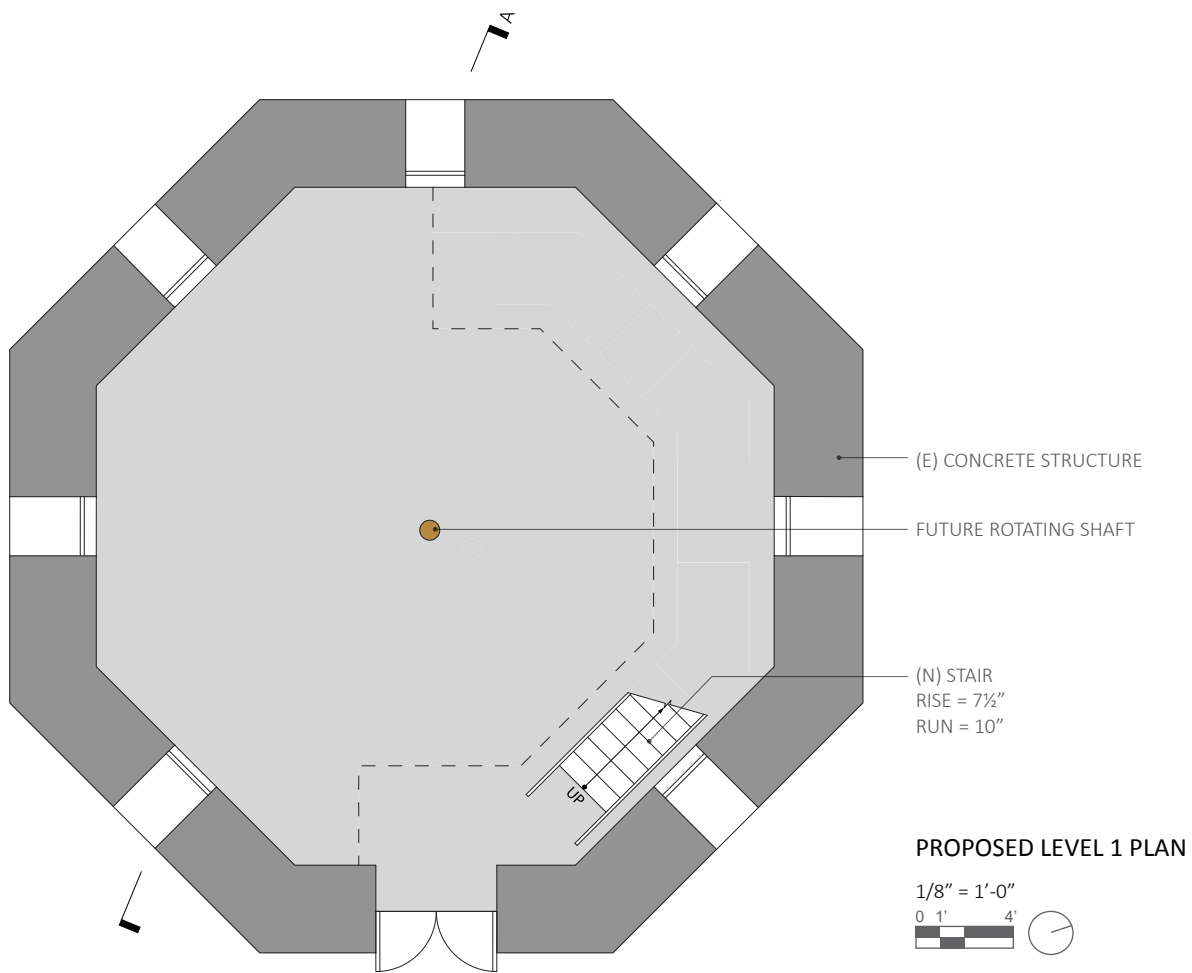 A
(E) CONCRETE STRUCTURE
FUTURE ROTATING SHAFT
(N) STAIR
RISE = 7½”
RUN = 10”
UP
PROPOSED LEVEL 1 PLAN
1/8” = 1’-0”
0 1' 4'